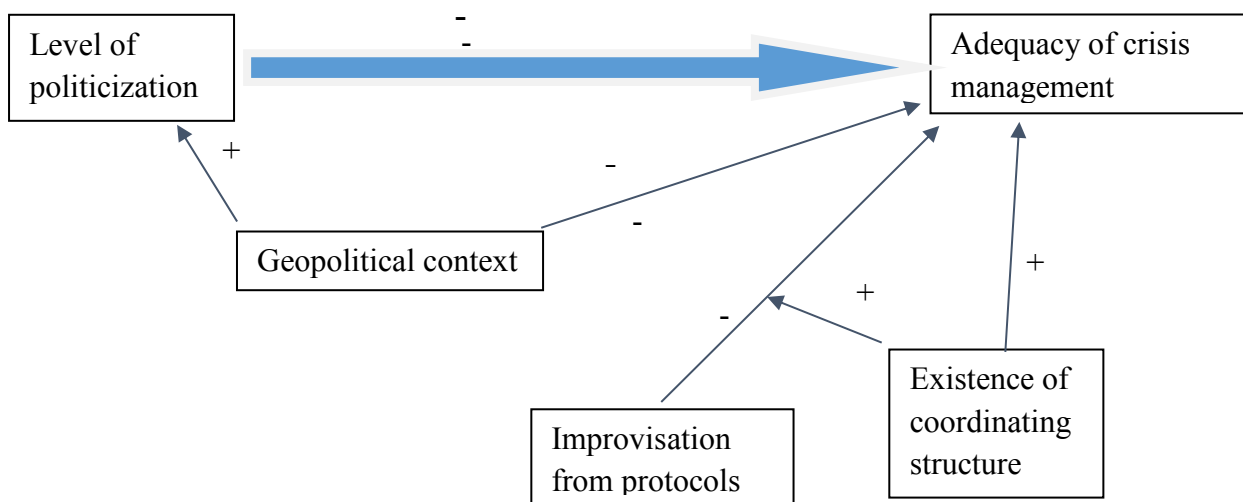 -
-
Level of
politicization
Adequacy of crisis
management
+
-
-
Geopolitical context
+
+
-
Existence of
coordinating
structure
Improvisation
from protocols